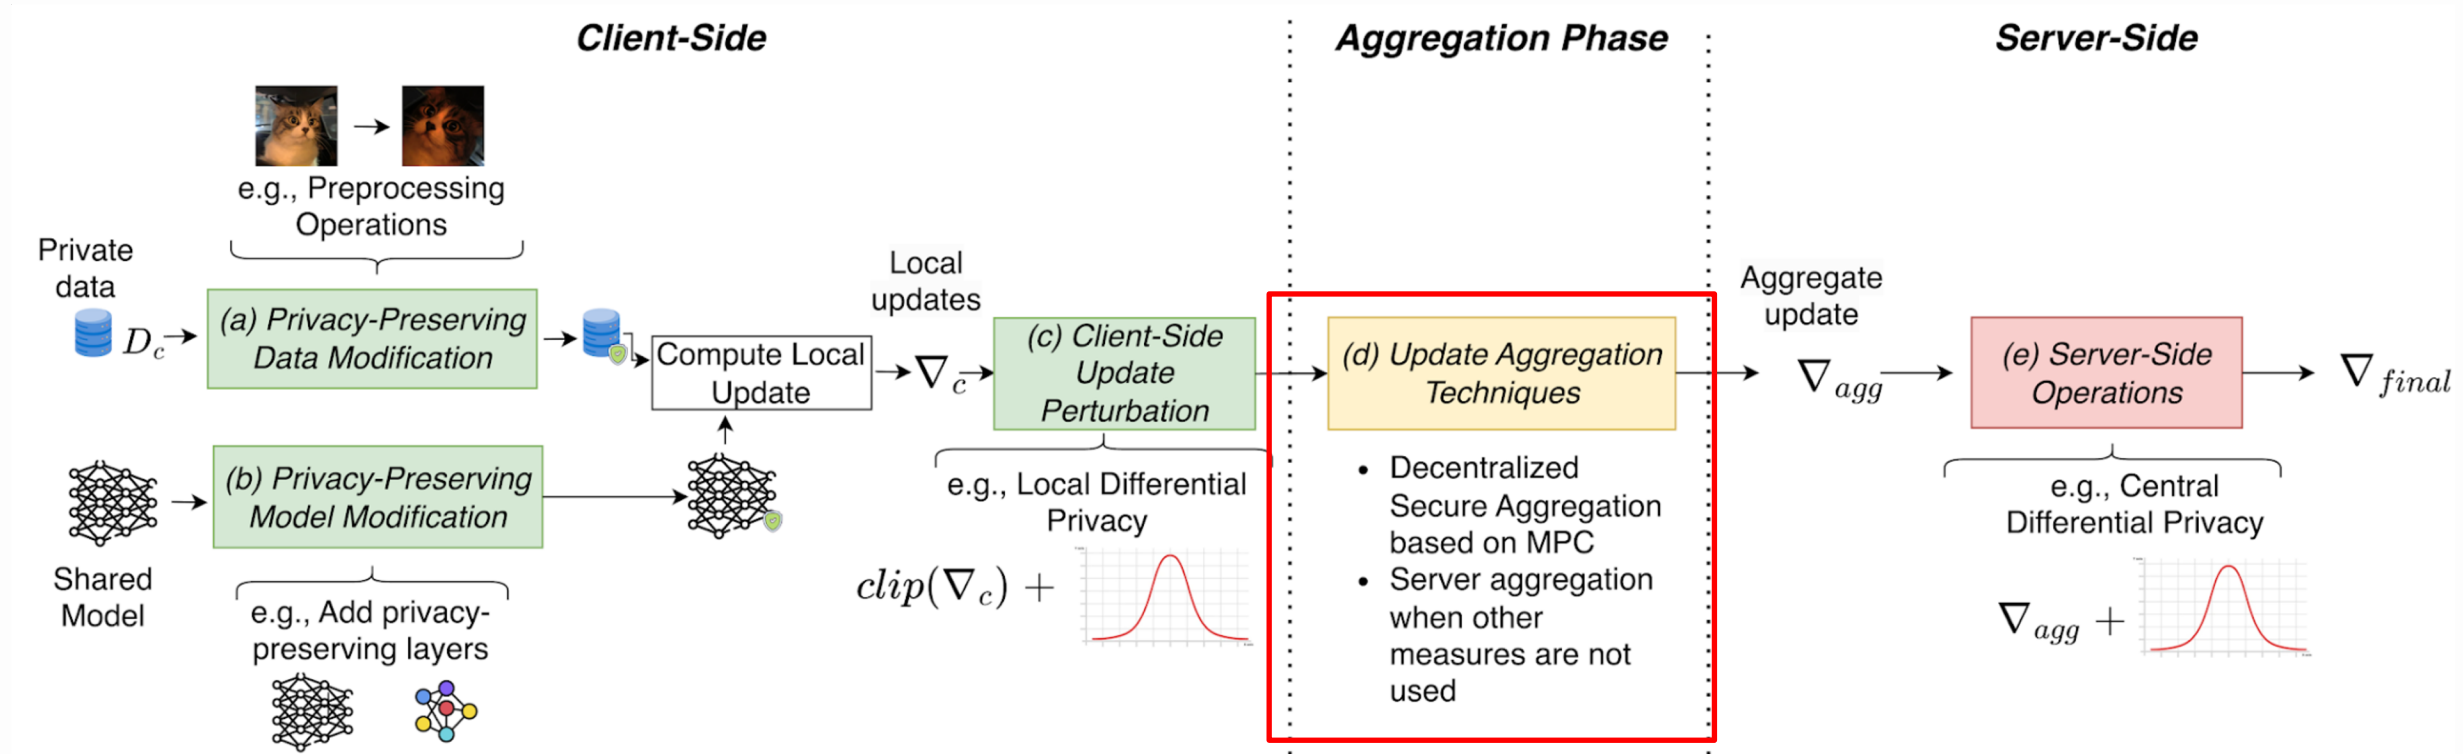 Client-Side
Aggregation Phase
Server-Side
e.g., Preprocessing
Operations
Private
data
D_c
(a) Privacy-Preserving
Data Modification
Compute Local
Update
Local
updates
∇_c
(c) Client-Side
Update
Perturbation
(d) Update Aggregation
Techniques
Aggregate
update
∇_agg
(e) Server-Side
Operations
∇_final
(b) Privacy-Preserving
Model Modification
Shared
Model
e.g., Add privacy-
preserving layers
e.g., Local Differential
Privacy
clip(∇_c) +
• Decentralized
Secure Aggregation
based on MPC
• Server aggregation
when other
measures are not
used
e.g., Central
Differential Privacy
∇_agg +